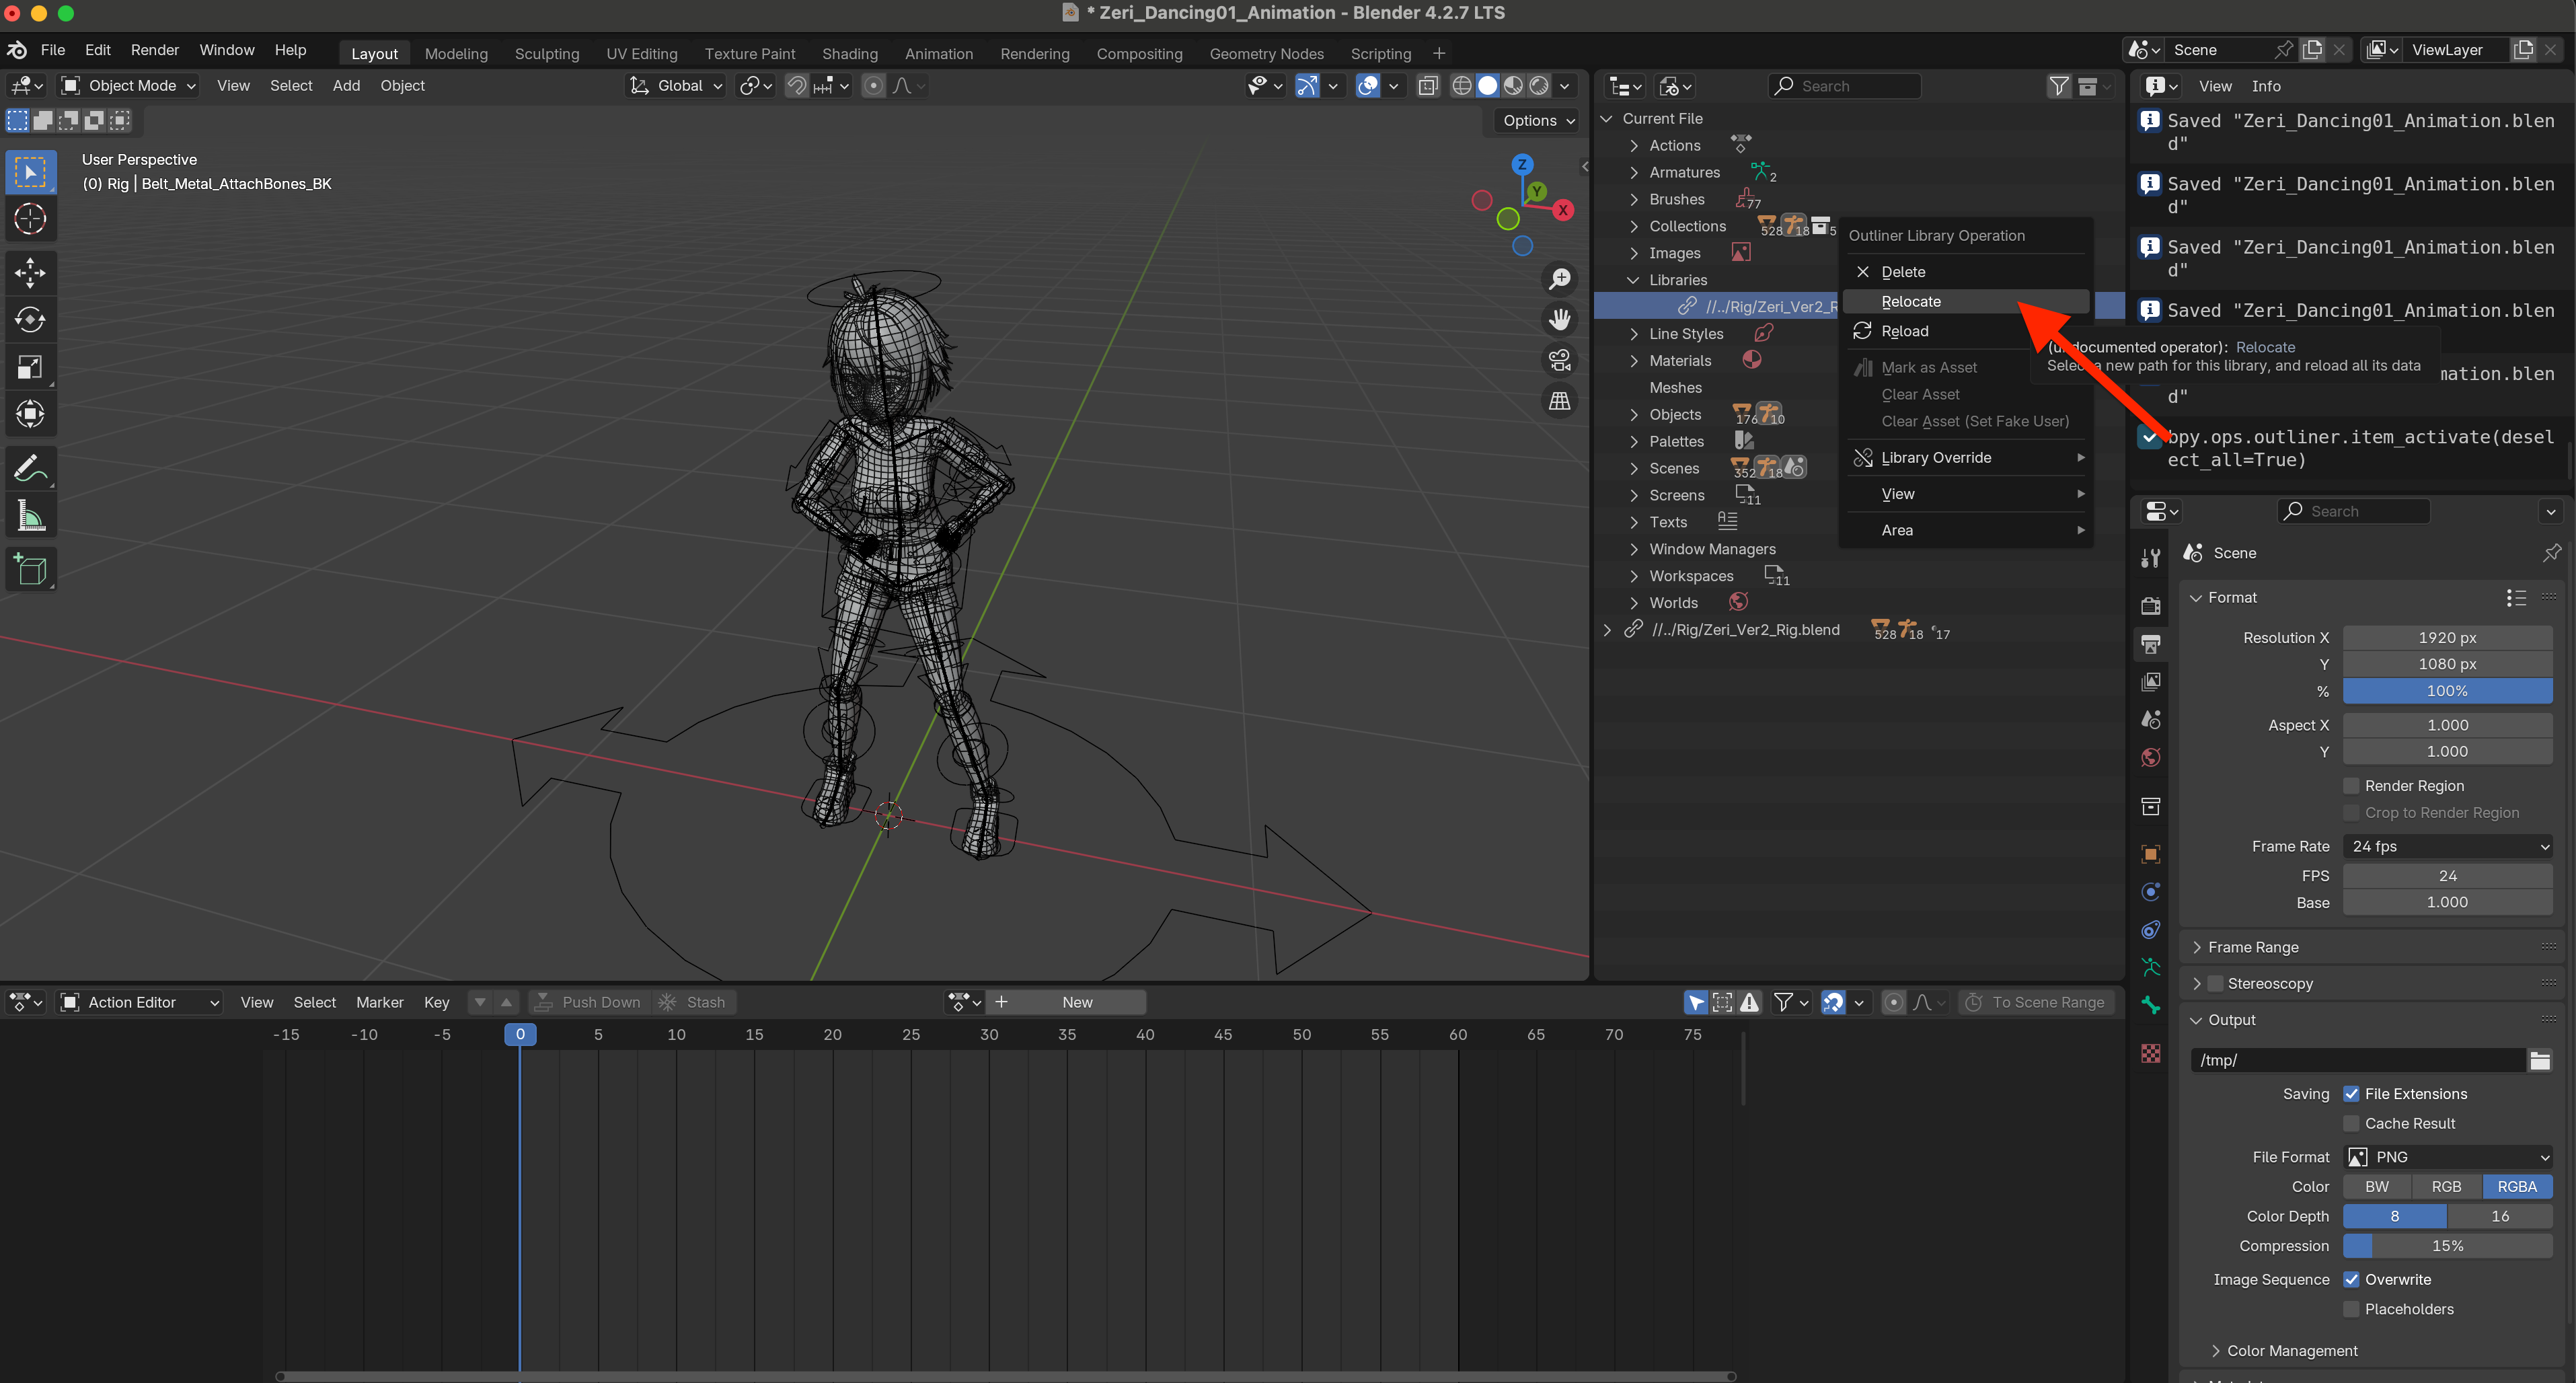 * Zeri_Dancing01_Animation - Blender 4.2.7 LTS
File Edit Render Window Help Layout Modeling Sculpting UV Editing Texture Paint Shading Animation Rendering Compositing Geometry Nodes Scripting + Scene ViewLayer
Object Mode View Select Add Object Global Search View Info
Options
User Perspective
(0) Rig | Belt_Metal_AttachBones_BK
Z
Y
X
Current File
Actions
Armatures 2
Brushes 77
Collections 528 18 5
Images
Libraries
//../Rig/Zeri_Ver2_R
Line Styles
Materials
Meshes
Objects 176 10
Palettes
Scenes 352 18
Screens 11
Texts
Window Managers
Workspaces 11
Worlds
//../Rig/Zeri_Ver2_Rig.blend 528 18 17
Outliner Library Operation
Delete
Relocate
Reload
Mark as Asset
Clear Asset
Clear Asset (Set Fake User)
Library Override
View
Area
documented operator): Relocate
a new path for this library, and reload all its data
Saved "Zeri_Dancing01_Animation.blen
d"
Saved "Zeri_Dancing01_Animation.blen
d"
Saved "Zeri_Dancing01_Animation.blen
d"
Saved "Zeri_Dancing01_Animation.blen
mation.blen
d"
bpy.ops.outliner.item_activate(desel
ect_all=True)
Search
Scene
Format
Resolution X 1920 px
Y 1080 px
% 100%
Aspect X 1.000
Y 1.000
Render Region
Crop to Render Region
Frame Rate 24 fps
FPS 24
Base 1.000
Frame Range
Stereoscopy
Output
/tmp/
Saving File Extensions
Cache Result
File Format PNG
Color BW RGB RGBA
Color Depth 8 16
Compression 15%
Image Sequence Overwrite
Placeholders
Color Management
Action Editor View Select Marker Key Push Down Stash New To Scene Range
-15 -10 -5 0 5 10 15 20 25 30 35 40 45 50 55 60 65 70 75